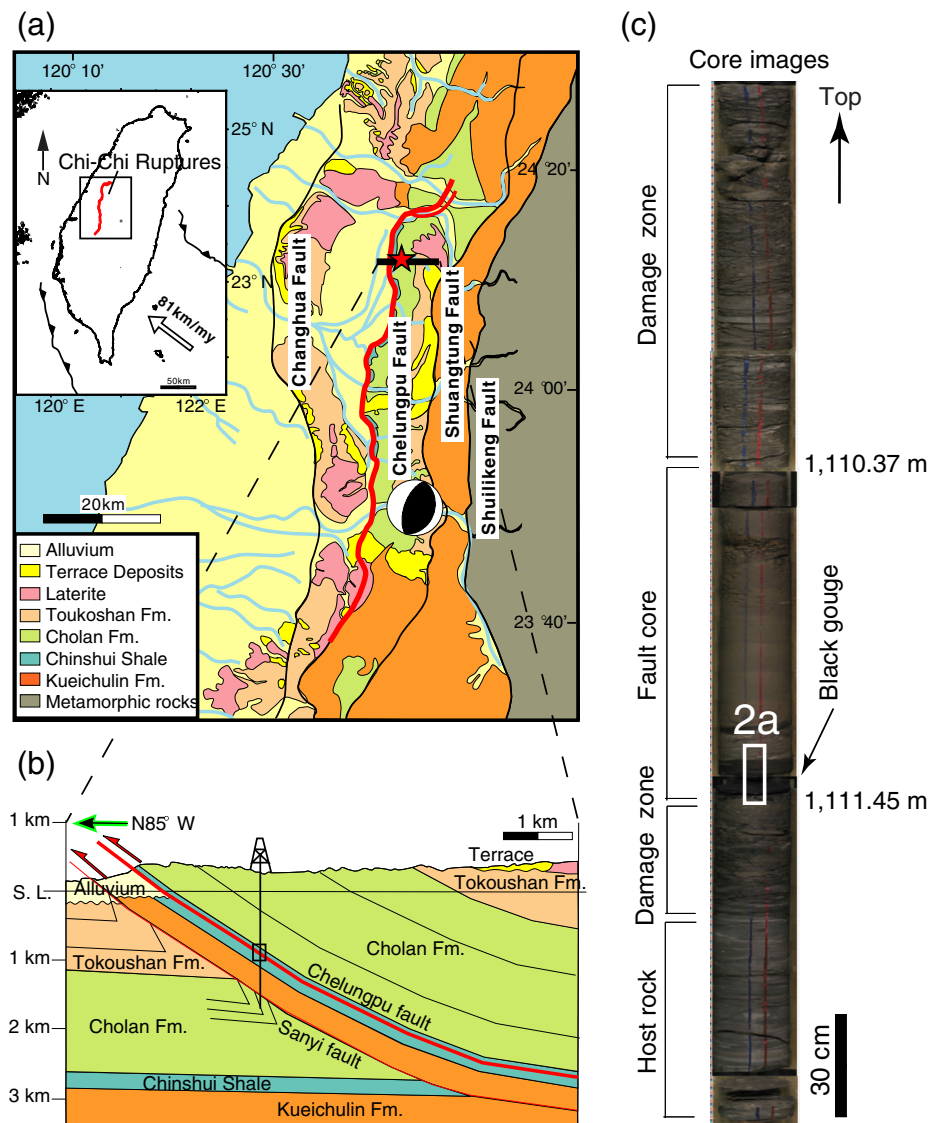 (a)
120° 10'
120° 30'
25° N
Chi-Chi Ruptures
N
23° N
81km/my
50km
120° E
122° E
24° 20'
24° 00'
23° 40'
Changhua Fault
Chelungpu Fault
Shuangtung Fault
Shuilikeng Fault
20km
Alluvium
Terrace Deposits
Laterite
Toukoshan Fm.
Cholan Fm.
Chinshui Shale
Kueichulin Fm.
Metamorphic rocks
(b)
1 km
N85° W
1 km
S. L.
Alluvium
Terrace
Tokoushan Fm.
1 km
Tokoushan Fm.
Cholan Fm.
Chelungpu fault
2 km
Cholan Fm.
Sanyi fault
Chinshui Shale
3 km
Kueichulin Fm.
(c)
Core images
Top
Damage zone
1,110.37 m
Fault core
Black gouge
2a
1,111.45 m
Damage zone
Host rock
30 cm